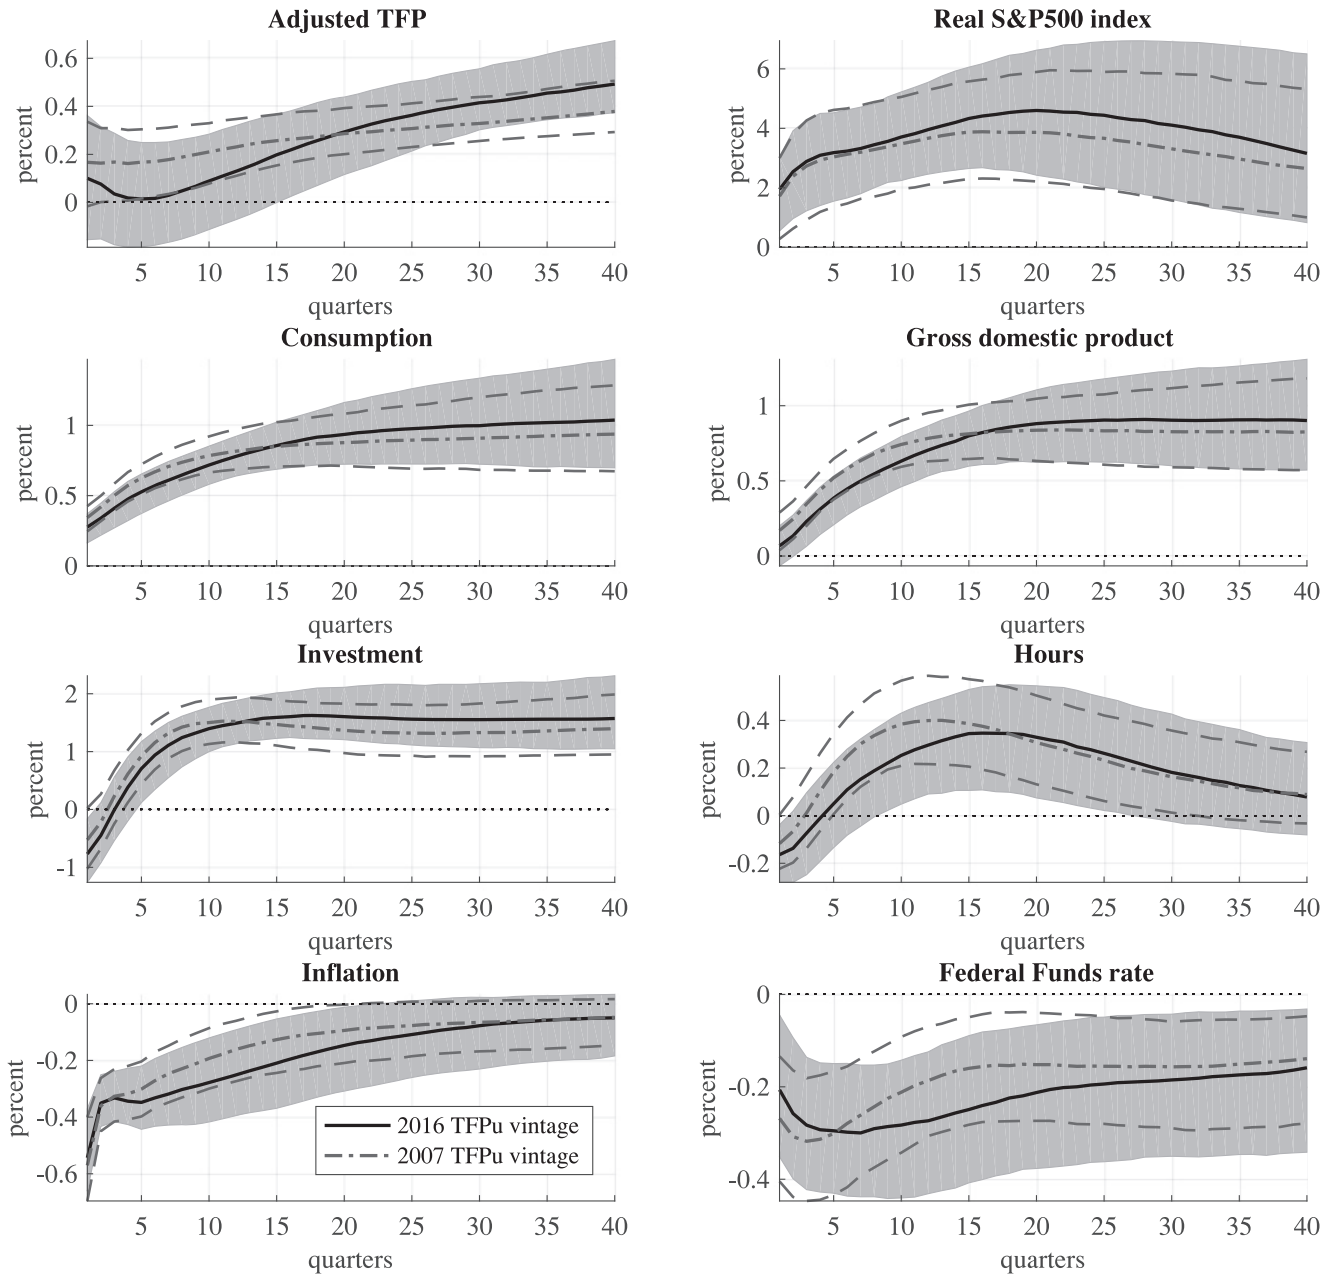 Adjusted TFP
0.6
0.4
0.2
0
percent
5 10 15 20 25 30 35 40
quarters
Real S&P500 index
6
4
2
0
percent
5 10 15 20 25 30 35 40
quarters
Consumption
1
0.5
0
percent
5 10 15 20 25 30 35 40
quarters
Gross domestic product
1
0.5
0
percent
5 10 15 20 25 30 35 40
quarters
Investment
2
1
0
-1
percent
5 10 15 20 25 30 35 40
quarters
Hours
0.4
0.2
0
-0.2
percent
5 10 15 20 25 30 35 40
quarters
Inflation
0
-0.2
-0.4
-0.6
percent
2016 TFPu vintage
2007 TFPu vintage
5 10 15 20 25 30 35 40
quarters
Federal Funds rate
0
-0.2
-0.4
percent
5 10 15 20 25 30 35 40
quarters